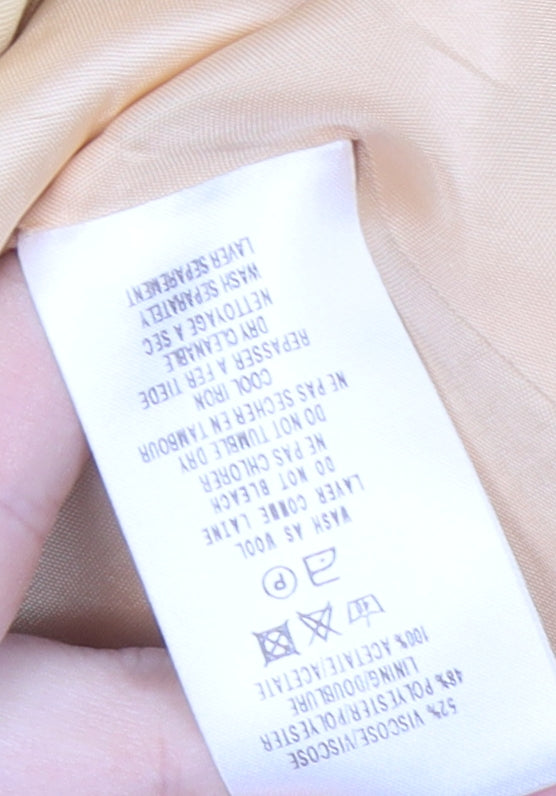 52% VISCOSE/VISCOSE
48% POLYESTER/POLYESTER
LINING/DOUBLURE
100% ACETATE/ACETATE
40
P
WASH AS WOOL
LAVER COMME LAINE
DO NOT BLEACH
NE PAS CHLORER
DO NOT TUMBLE DRY
NE PAS SECHER EN TAMBOUR
COOL IRON
REPASSER A FER TIEDE
DRY CLEANABLE
NETTOYAGE A SEC
WASH SEPARATELY
LAVER SEPAREMENT